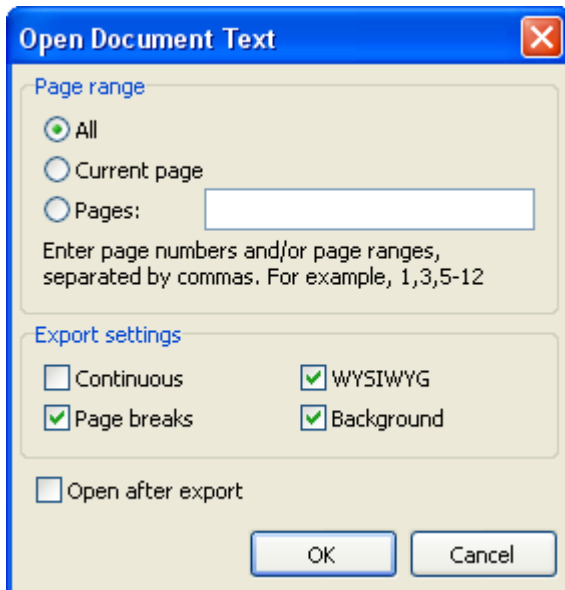 Open Document Text
Page range
All
Current page
Pages:
Enter page numbers and/or page ranges,
separated by commas. For example, 1,3,5-12
Export settings
Continuous
WYSIWYG
Page breaks
Background
Open after export
OK
Cancel